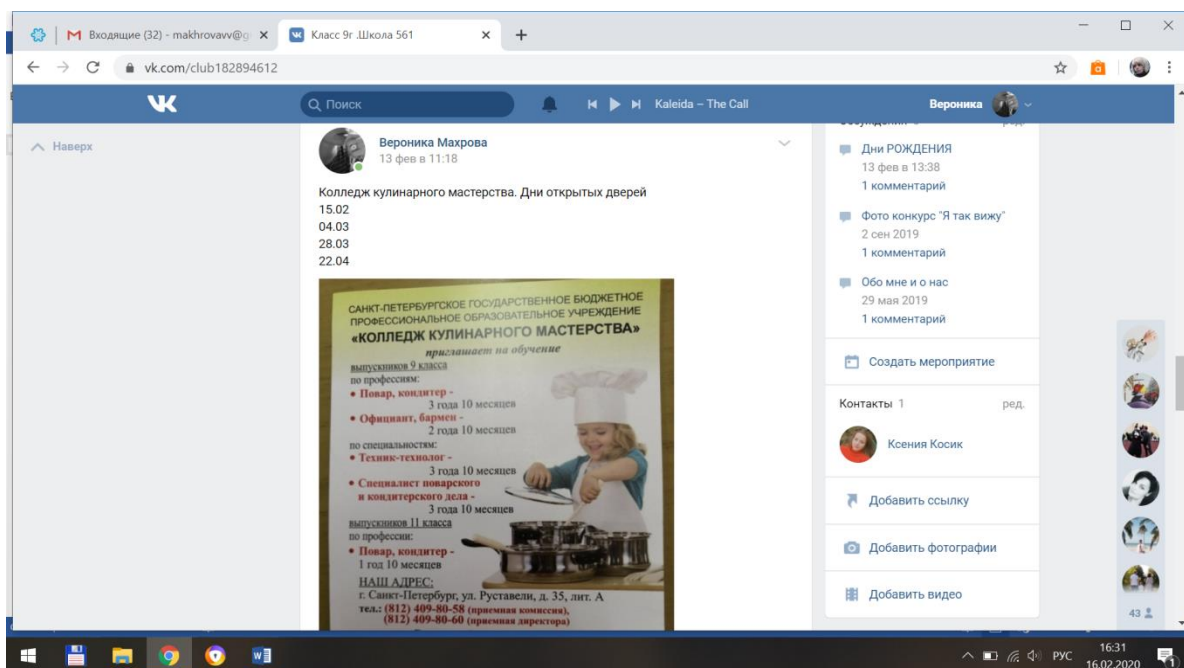 Входящие (32) - makhrovavv@g
Класс 9г .Школа 561
vk.com/club182894612
Поиск
Kaleida – The Call
Вероника
Наверх
Вероника Махрова
13 фев в 11:18
Колледж кулинарного мастерства. Дни открытых дверей
15.02
04.03
28.03
22.04
САНКТ-ПЕТЕРБУРГСКОЕ ГОСУДАРСТВЕННОЕ БЮДЖЕТНОЕ
ПРОФЕССИОНАЛЬНОЕ ОБРАЗОВАТЕЛЬНОЕ УЧРЕЖДЕНИЕ
«КОЛЛЕДЖ КУЛИНАРНОГО МАСТЕРСТВА»
приглашает на обучение
выпускников 9 класса
по профессиям:
• Повар, кондитер -
3 года 10 месяцев
• Официант, бармен -
2 года 10 месяцев
по специальностям:
• Техник-технолог -
3 года 10 месяцев
• Специалист поварского
и кондитерского дела -
3 года 10 месяцев
выпускников 11 класса
по профессии:
• Повар, кондитер -
1 год 10 месяцев
НАШ АДРЕС:
г. Санкт-Петербург, ул. Руставели, д. 35, лит. А
тел.: (812) 409-80-58 (приемная комиссия),
(812) 409-80-60 (приемная директора)
ред.
Дни РОЖДЕНИЯ
13 фев в 13:38
1 комментарий
Фото конкурс "Я так вижу"
2 сен 2019
1 комментарий
Обо мне и о нас
29 мая 2019
1 комментарий
Создать мероприятие
Контакты 1
ред.
Ксения Косик
Добавить ссылку
Добавить фотографии
Добавить видео
43
РУС
16:31
16.02.2020